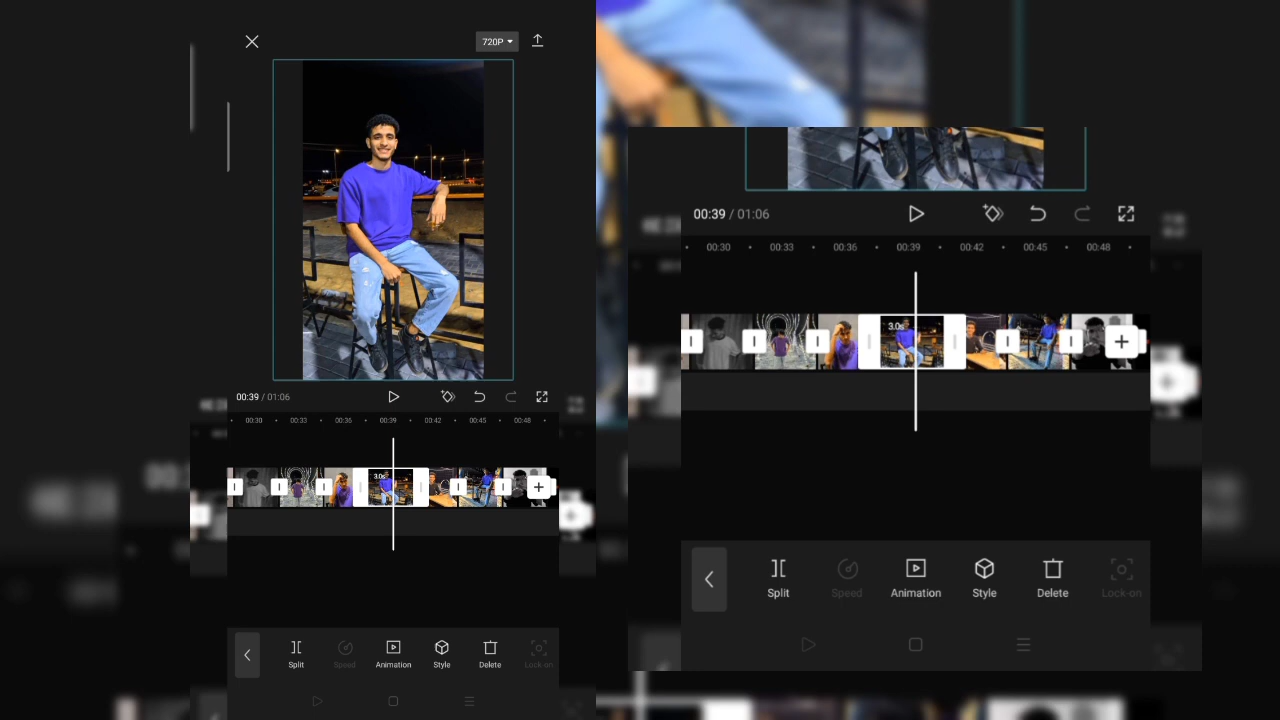 720P
00:39 / 01:06
00:30 00:33 00:36 00:39 00:42 00:45 00:48
3.0s
Split Speed Animation Style Delete Lock-on
00:39 / 01:06
00:30 00:33 00:36 00:39 00:42 00:45 00:48
3.0s
Split Speed Animation Style Delete Lock-on